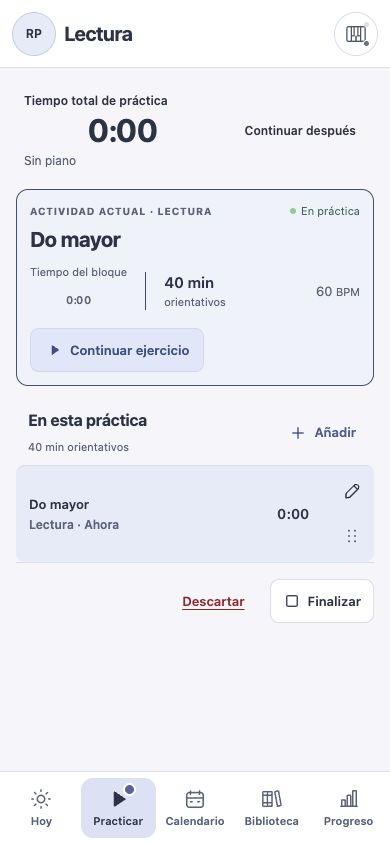 RP Lectura
Tiempo total de práctica
0:00
Continuar después
Sin piano
ACTIVIDAD ACTUAL · LECTURA
En práctica
Do mayor
Tiempo del bloque
0:00
40 min
orientativos
60 BPM
Continuar ejercicio
En esta práctica
40 min orientativos
Añadir
Do mayor
Lectura · Ahora
0:00
Descartar
Finalizar
Hoy
Practicar
Calendario
Biblioteca
Progreso